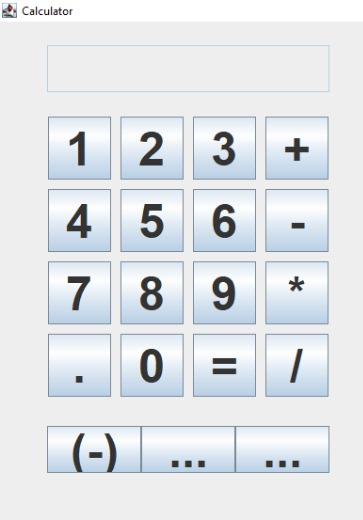 Calculator
1 2 3 +
4 5 6 -
7 8 9 *
. 0 = /
(-) ... ...